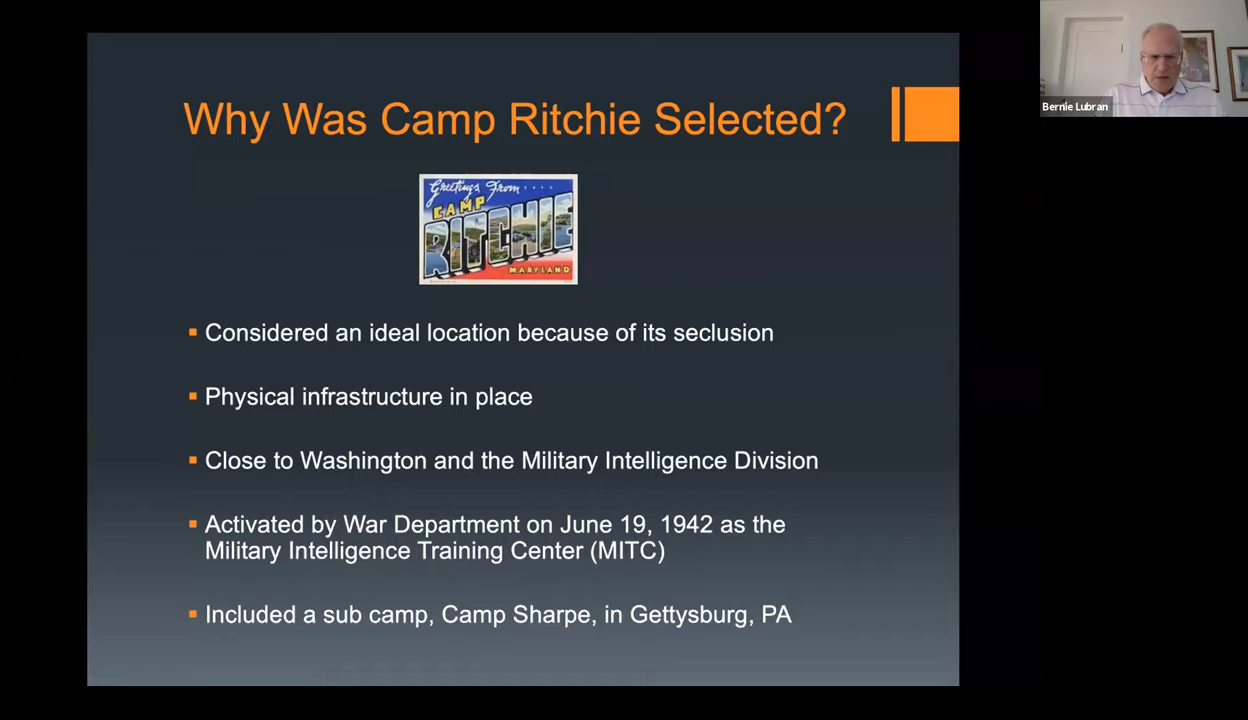 Why Was Camp Ritchie Selected?
Greetings From....
CAMP
RITCHIE
MARYLAND
Considered an ideal location because of its seclusion
Physical infrastructure in place
Close to Washington and the Military Intelligence Division
Activated by War Department on June 19, 1942 as the
Military Intelligence Training Center (MITC)
Included a sub camp, Camp Sharpe, in Gettysburg, PA
Bernie Lubran